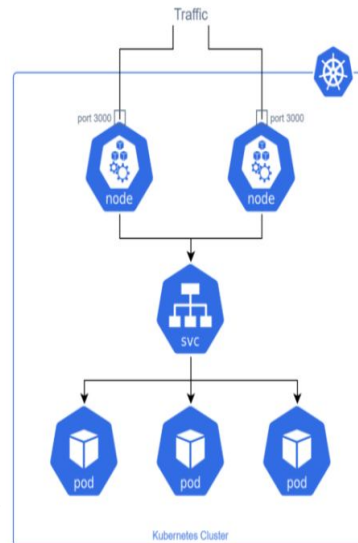 Traffic
port 3000
port 3000
node
node
svc
pod
pod
pod
Kubernetes Cluster